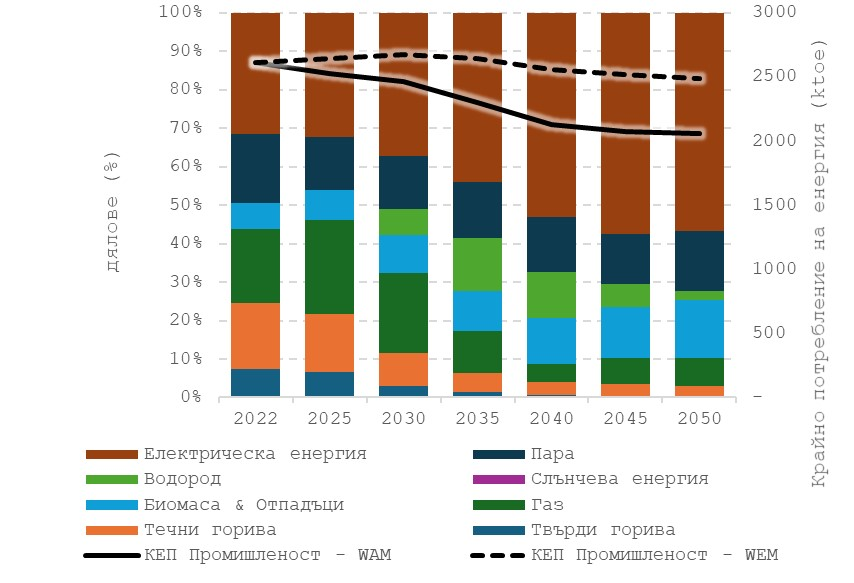 100%
90%
80%
70%
60%
50%
40%
30%
20%
10%
0%
дялове (%)
3000
2500
2000
1500
1000
500
–
Крайно потребление на енергия (ktoe)
2022 2025 2030 2035 2040 2045 2050
Електрическа енергия Пара
Водород Слънчева енергия
Биомаса & Отпадъци Газ
Течни горива Твърди горива
КЕП Промишленост – WAM КЕП Промишленост – WEM